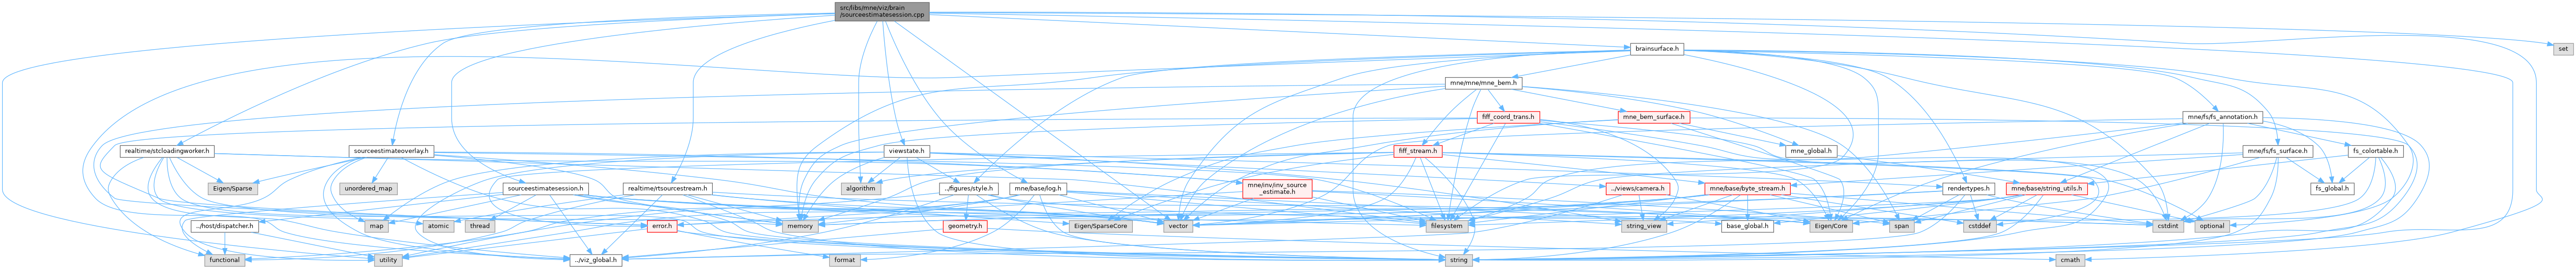 src/libs/mne/viz/brain
/sourceestimatesession.cpp
brainsurface.h
set
mne/mne/mne_bem.h
fiff_coord_trans.h
mne_bem_surface.h
mne/fs/fs_annotation.h
realtime/stcloadingworker.h
sourceestimateoverlay.h
viewstate.h
fiff_stream.h
mne_global.h
mne/fs/fs_surface.h
fs_colortable.h
Eigen/Sparse
unordered_map
sourceestimatesession.h
realtime/rtsourcestream.h
algorithm
../figures/style.h
mne/base/log.h
mne/inv/inv_source
_estimate.h
../views/camera.h
mne/base/byte_stream.h
rendertypes.h
mne/base/string_utils.h
fs_global.h
../host/dispatcher.h
map
atomic
thread
error.h
memory
geometry.h
Eigen/SparseCore
vector
filesystem
string_view
base_global.h
Eigen/Core
span
cstddef
cstdint
optional
functional
utility
../viz_global.h
format
string
cmath